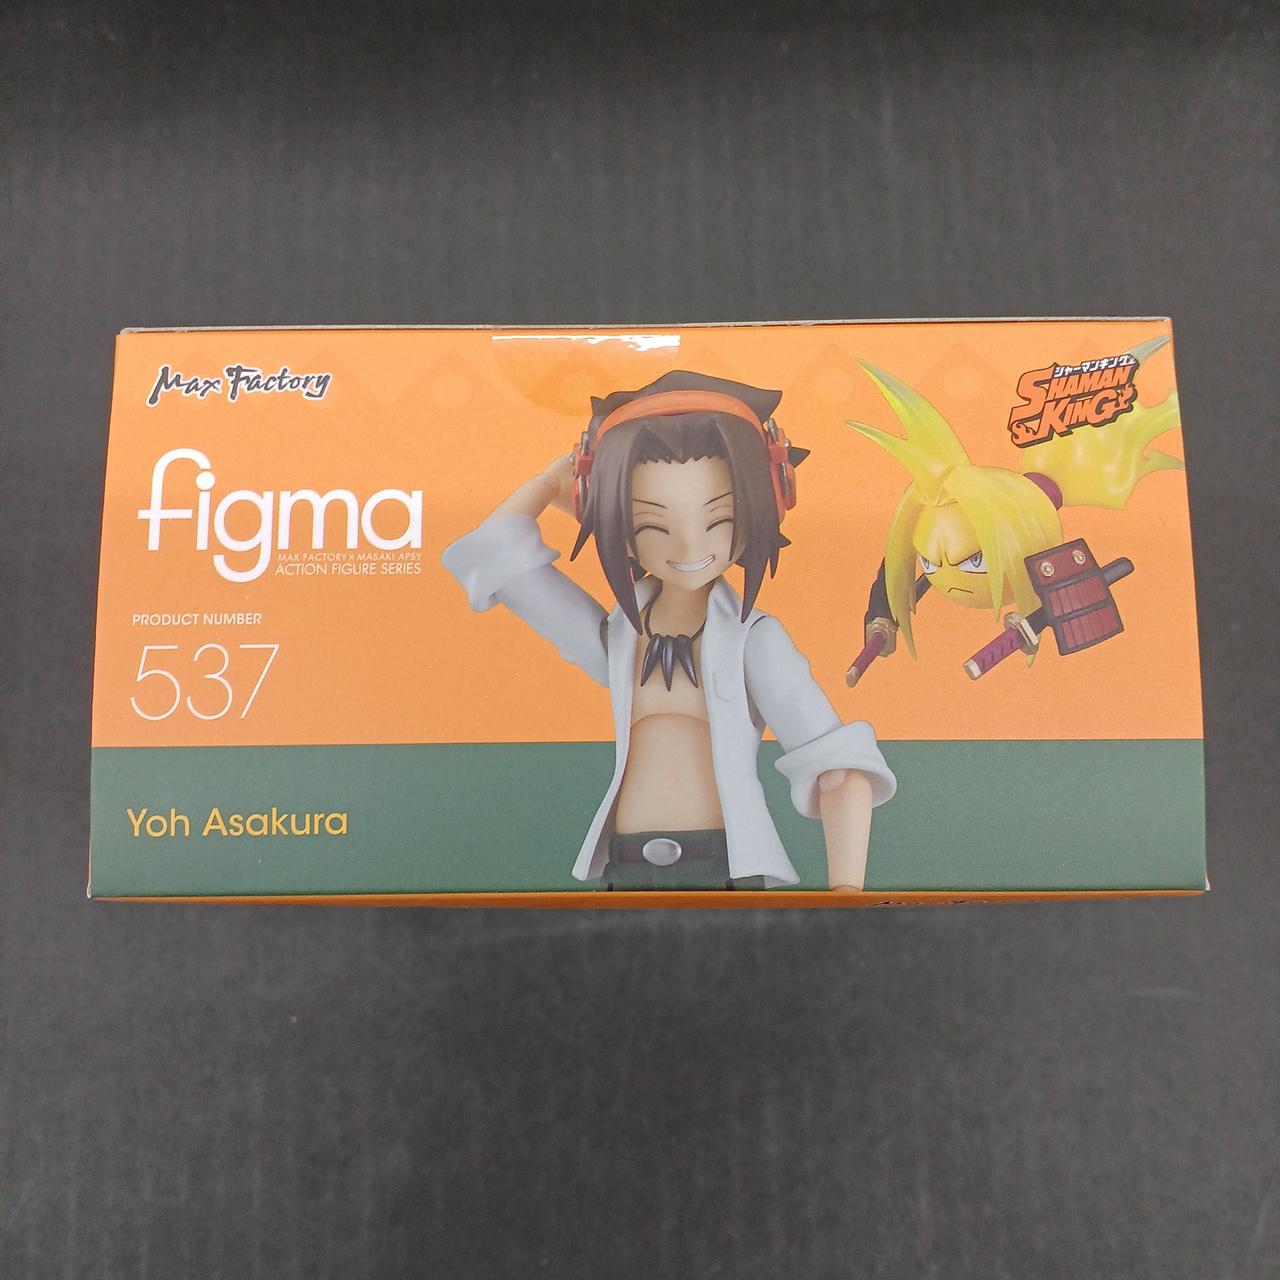 Max Factory
シャーマンキング
SHAMAN
KING
figma
MAX FACTORY × MASAKI APSY
ACTION FIGURE SERIES
PRODUCT NUMBER
537
Yoh Asakura